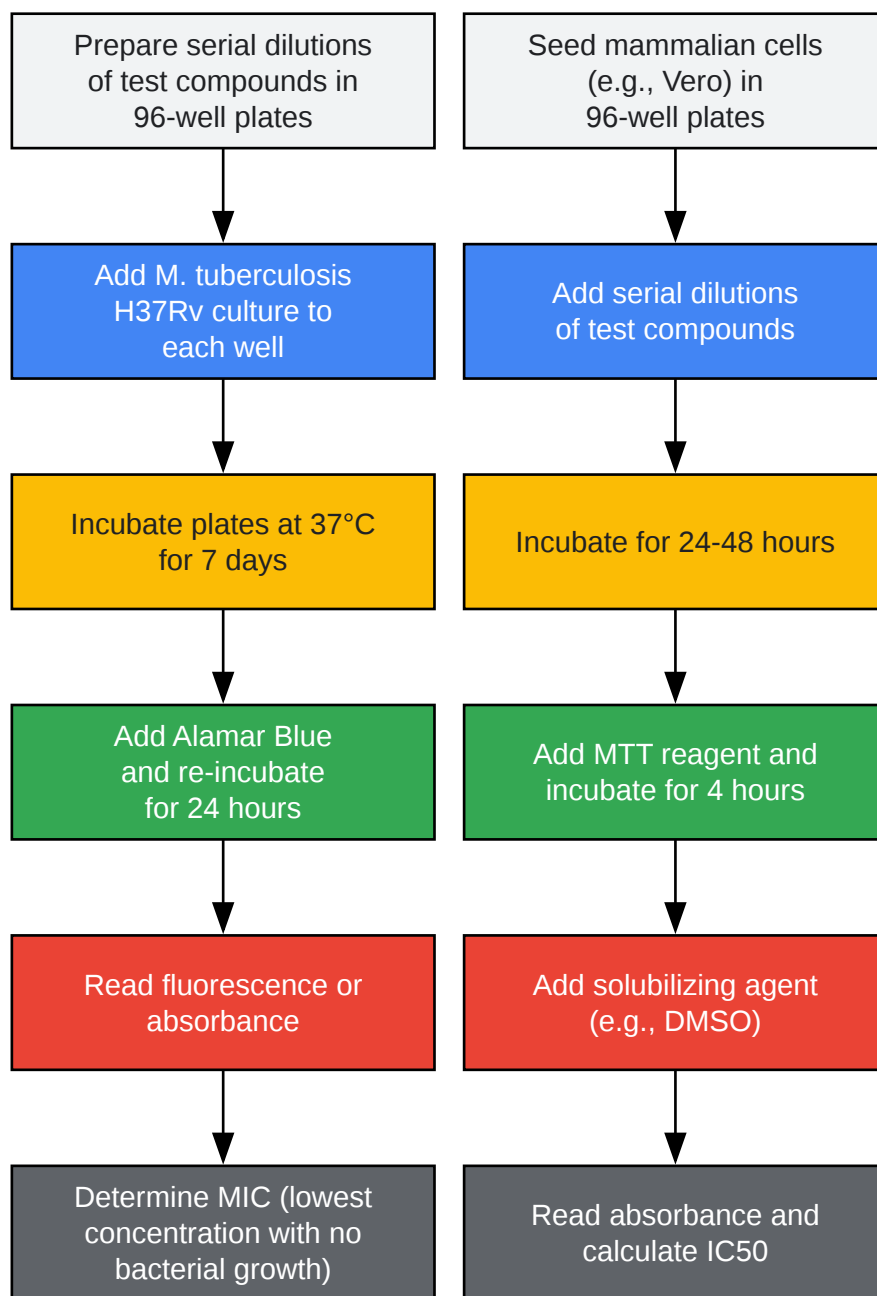 Prepare serial dilutions
of test compounds in
96-well plates
Add M. tuberculosis
H37Rv culture to
each well
Incubate plates at 37°C
for 7 days
Add Alamar Blue
and re-incubate
for 24 hours
Read fluorescence or
absorbance
Determine MIC (lowest
concentration with no
bacterial growth)
Seed mammalian cells
(e.g., Vero) in
96-well plates
Add serial dilutions
of test compounds
Incubate for 24-48 hours
Add MTT reagent and
incubate for 4 hours
Add solubilizing agent
(e.g., DMSO)
Read absorbance and
calculate IC50